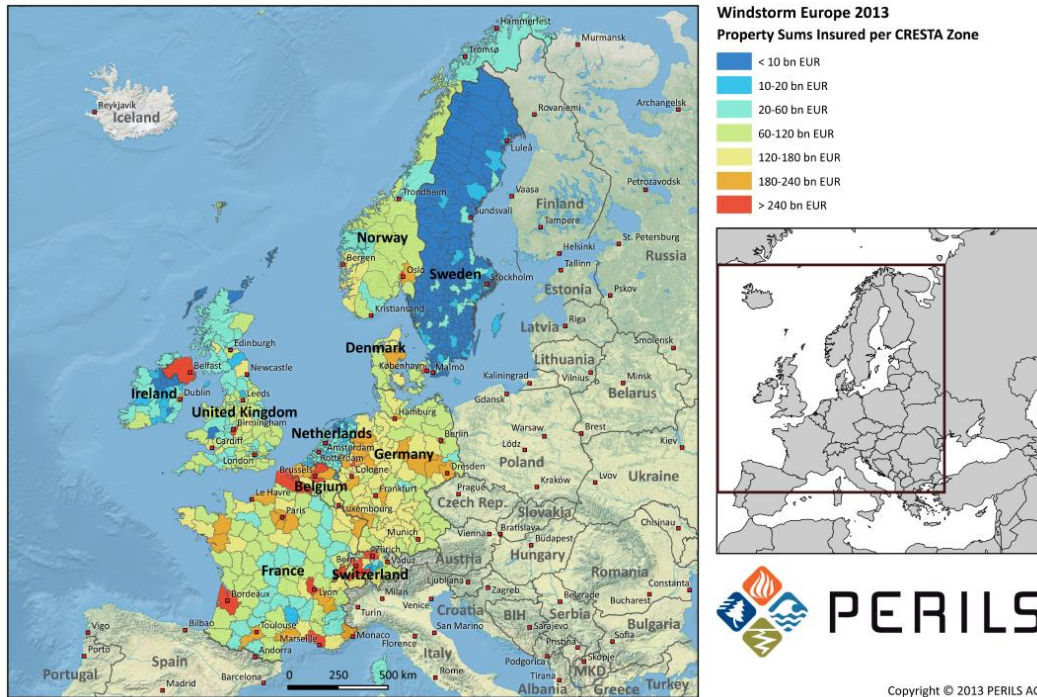 Windstorm Europe 2013
Property Sums Insured per CRESTA Zone
< 10 bn EUR
10-20 bn EUR
20-60 bn EUR
60-120 bn EUR
120-180 bn EUR
180-240 bn EUR
> 240 bn EUR
Hammerfest
Tromsø
Murmansk
Reykjavík
Iceland
Rovaniemi
Archangelsk
Luleå
Trondheim
Vaasa
Petrozavodsk
Sundsvall
Finland
Tampere
Norway
Bergen
Oslo
Helsinki
St. Petersburg
Sweden
Stockholm
Tallinn
Russia
Estonia
Pskov
Kristiansand
Latvia
Riga
Edinburgh
Denmark
Smolensk
Belfast
Newcastle
København
Malmö
Lithuania
Vilnius
Minsk
Kaliningrad
Belarus
Ireland
Dublin
Leeds
Gdansk
United Kingdom
Birmingham
Hamburg
Netherlands
Amsterdam
Berlin
Warsaw
Brest
Cardiff
London
Rotterdam
Germany
Lódz
Poland
Kiev
Brussels
Cologne
Dresden
Ukraine
Belgium
Le Havre
Frankfurt
Prague
Kraków
Lvov
Luxembourg
Czech Rep.
Paris
Slovakia
Munich
Vienna
Bratislava
Chisinau
Zürich
Bern
Vaduz
Austria
Budapest
Hungary
France
Switzerland
Romania
Lyon
Ljubljana
Zagreb
Constanta
Bordeaux
Milan
Venice
Croatia
Belgrade
Bucharest
Turin
San Marino
BIH
Serbia
Bilbao
Toulouse
Monaco
Florence
Sarajevo
Sofia
Vigo
Marseille
Pristina
Bulgaria
Porto
Andorra
Italy
Podgorica
Skopje
Spain
Portugal
Madrid
Barcelona
Rome
Tirana
MKD
Albania
Greece
Turkey
0 250 500 km
PERILS
Copyright © 2013 PERILS AG